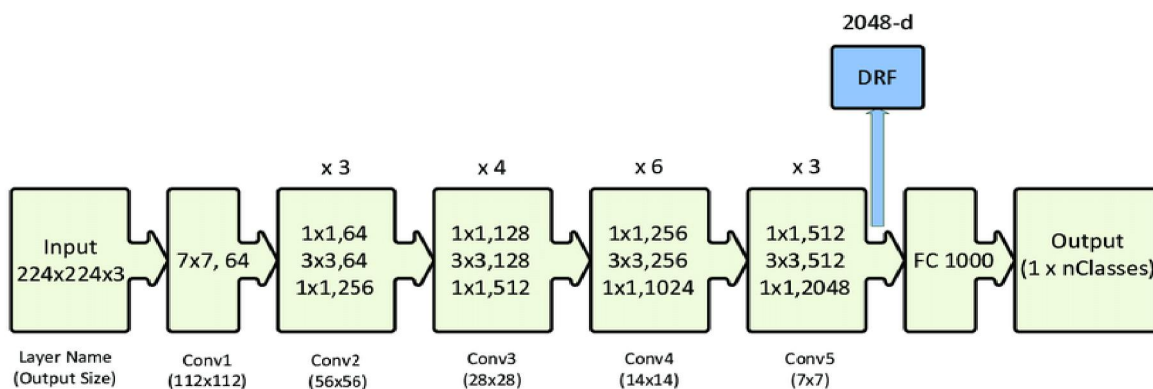 2048-d
DRF
x 3
x 4
x 6
x 3
Input
224x224x3
7x7, 64
1x1,64
3x3,64
1x1,256
1x1,128
3x3,128
1x1,512
1x1,256
3x3,256
1x1,1024
1x1,512
3x3,512
1x1,2048
FC 1000
Output
(1 x nClasses)
Layer Name
(Output Size)
Conv1
(112x112)
Conv2
(56x56)
Conv3
(28x28)
Conv4
(14x14)
Conv5
(7x7)